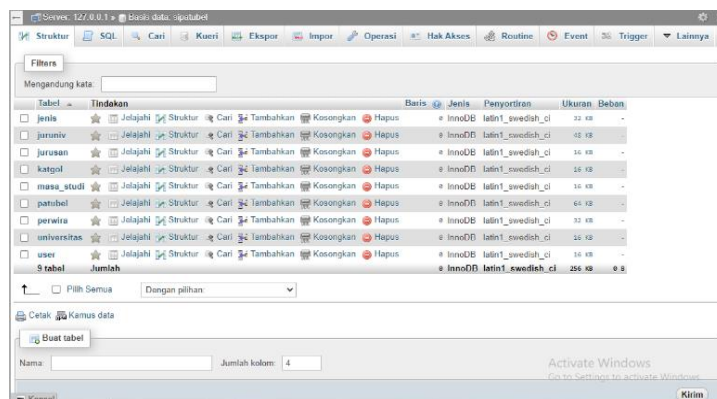 Server: 127.0.0.1 » Basis data: sipatubel
Struktur SQL Cari Kueri Ekspor Impor Operasi Hak Akses Routine Event Trigger Lainnya
Filters
Mengandung kata:
Tabel Tindakan Baris Jenis Penyortiran Ukuran Beban
jenis Jelajahi Struktur Cari Tambahkan Kosongkan Hapus 0 InnoDB latin1_swedish_ci 32 KB -
juruniv Jelajahi Struktur Cari Tambahkan Kosongkan Hapus 0 InnoDB latin1_swedish_ci 48 KB -
jurusan Jelajahi Struktur Cari Tambahkan Kosongkan Hapus 0 InnoDB latin1_swedish_ci 16 KB -
katgol Jelajahi Struktur Cari Tambahkan Kosongkan Hapus 0 InnoDB latin1_swedish_ci 16 KB -
masa_studi Jelajahi Struktur Cari Tambahkan Kosongkan Hapus 0 InnoDB latin1_swedish_ci 16 KB -
patubel Jelajahi Struktur Cari Tambahkan Kosongkan Hapus 0 InnoDB latin1_swedish_ci 64 KB -
perwira Jelajahi Struktur Cari Tambahkan Kosongkan Hapus 0 InnoDB latin1_swedish_ci 32 KB -
universitas Jelajahi Struktur Cari Tambahkan Kosongkan Hapus 0 InnoDB latin1_swedish_ci 16 KB -
user Jelajahi Struktur Cari Tambahkan Kosongkan Hapus 0 InnoDB latin1_swedish_ci 16 KB -
9 tabel Jumlah 0 InnoDB latin1_swedish_ci 256 KB 0 B
Pilih Semua Dengan pilihan:
Cetak Kamus data
Buat tabel
Nama: Jumlah kolom: 4
Activate Windows
Go to Settings to activate Windows.
Konsol Kirim